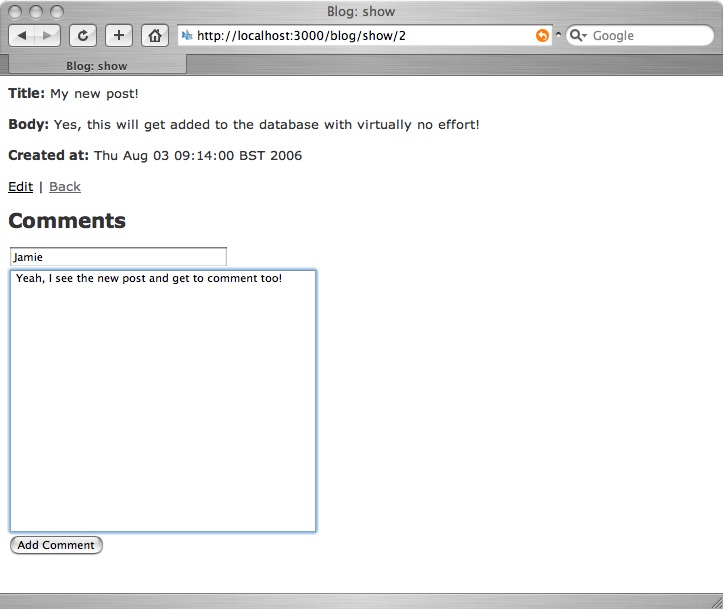 Blog: show
http://localhost:3000/blog/show/2
Google
Blog: show
Title: My new post!
Body: Yes, this will get added to the database with virtually no effort!
Created at: Thu Aug 03 09:14:00 BST 2006
Edit | Back
Comments
Jamie
Yeah, I see the new post and get to comment too!
Add Comment